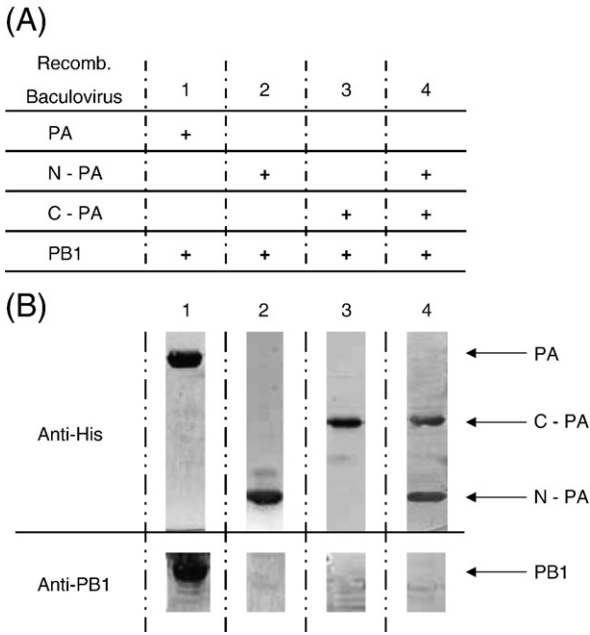 (A)
Recomb.
Baculovirus 1 2 3 4
PA +
N - PA + +
C - PA + +
PB1 + + + +
(B)
1 2 3 4
PA
Anti-His
C - PA
N - PA
Anti-PB1
PB1